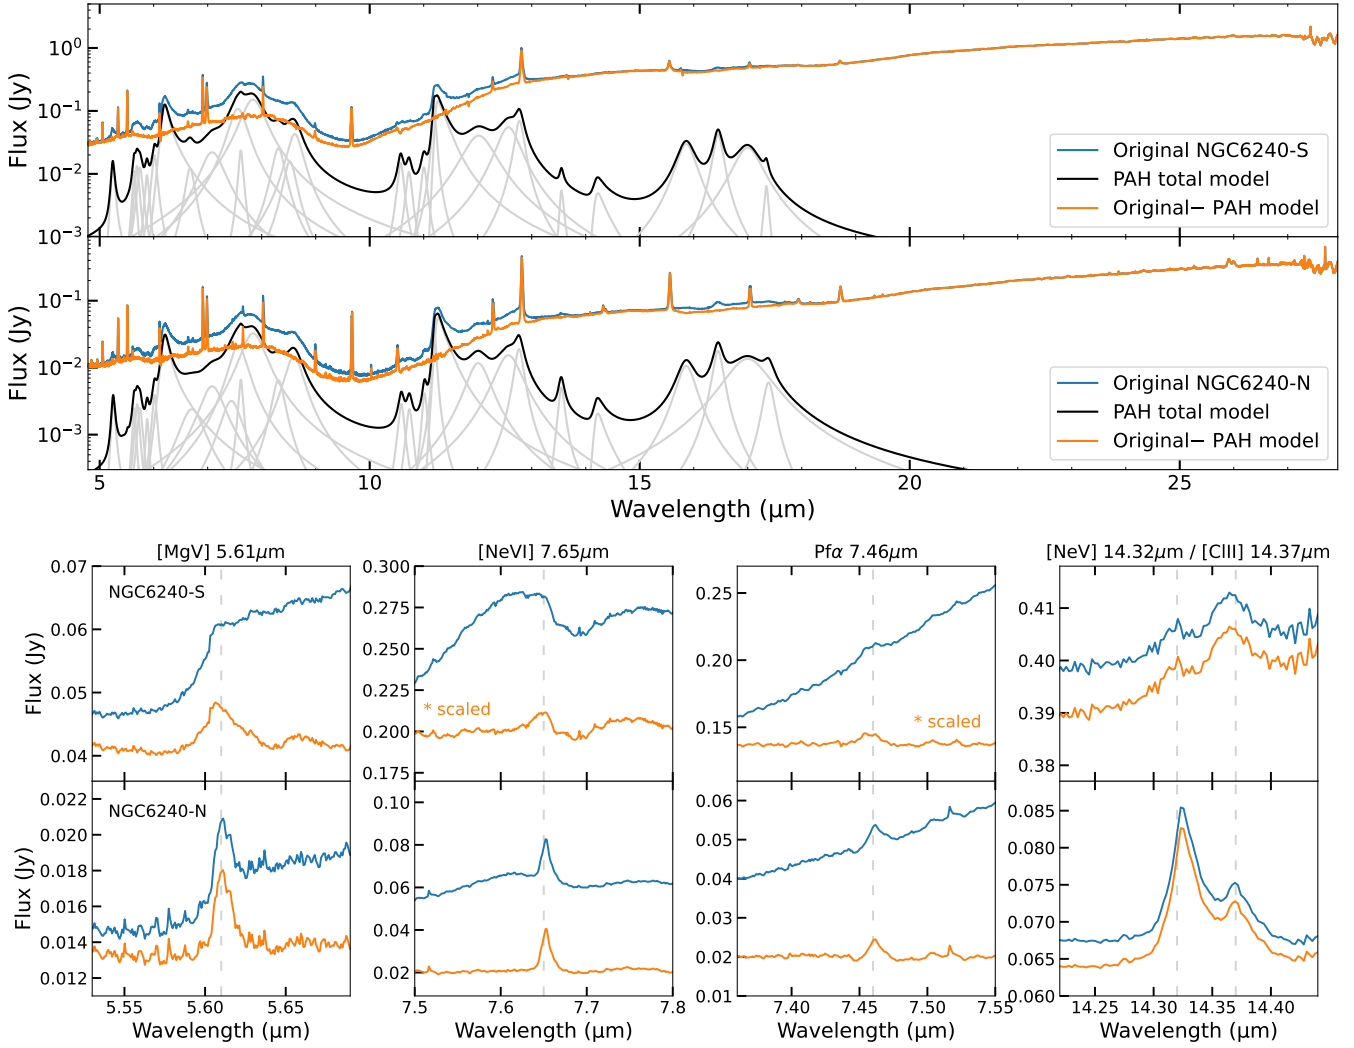 Flux (Jy)
10⁰
10⁻¹
10⁻²
10⁻³
Original NGC6240-S
PAH total model
Original− PAH model
Flux (Jy)
10⁻¹
10⁻²
10⁻³
Original NGC6240-N
PAH total model
Original− PAH model
5 10 15 20 25
Wavelength (μm)
[MgV] 5.61μm
[NeVI] 7.65μm
Pfα 7.46μm
[NeV] 14.32μm / [ClII] 14.37μm
Flux (Jy)
0.07
0.06
0.05
0.04
NGC6240-S
0.300
0.275
0.250
0.225
0.200
0.175
* scaled
0.25
0.20
0.15
* scaled
0.41
0.40
0.39
0.38
Flux (Jy)
0.022
0.020
0.018
0.016
0.014
0.012
NGC6240-N
0.10
0.08
0.06
0.04
0.02
0.06
0.05
0.04
0.03
0.02
0.01
0.085
0.080
0.075
0.070
0.065
0.060
5.55 5.60 5.65
7.5 7.6 7.7 7.8
7.40 7.45 7.50 7.55
14.25 14.30 14.35 14.40
Wavelength (μm)
Wavelength (μm)
Wavelength (μm)
Wavelength (μm)